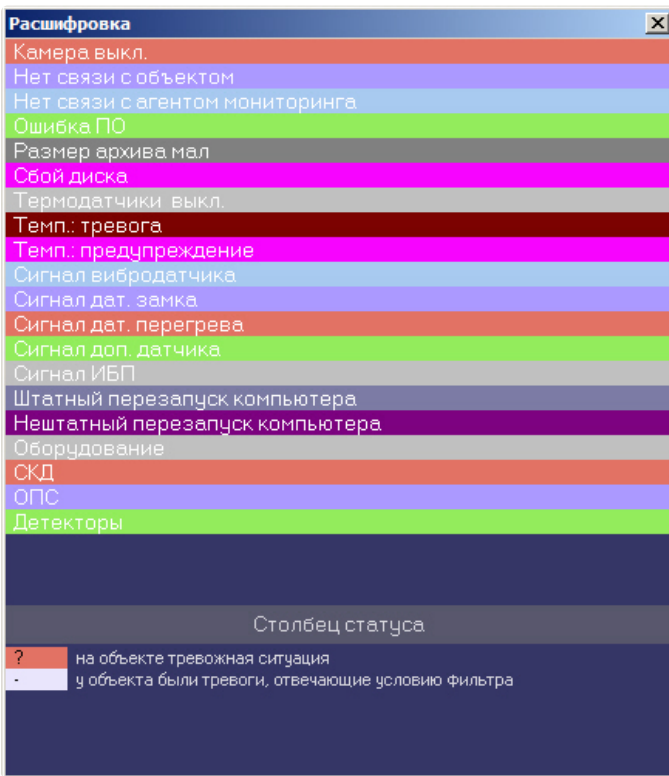 Расшифровка
Камера выкл.
Нет связи с объектом
Нет связи с агентом мониторинга
Ошибка ПО
Размер архива мал
Сбой диска
Термодатчики выкл.
Темп.: тревога
Темп.: предупреждение
Сигнал вибродатчика
Сигнал дат. замка
Сигнал дат. перегрева
Сигнал доп. датчика
Сигнал ИБП
Штатный перезапуск компьютера
Нештатный перезапуск компьютера
Оборудование
СКД
ОПС
Детекторы
Столбец статуса
? на объекте тревожная ситуация
- у объекта были тревоги, отвечающие условию фильтра